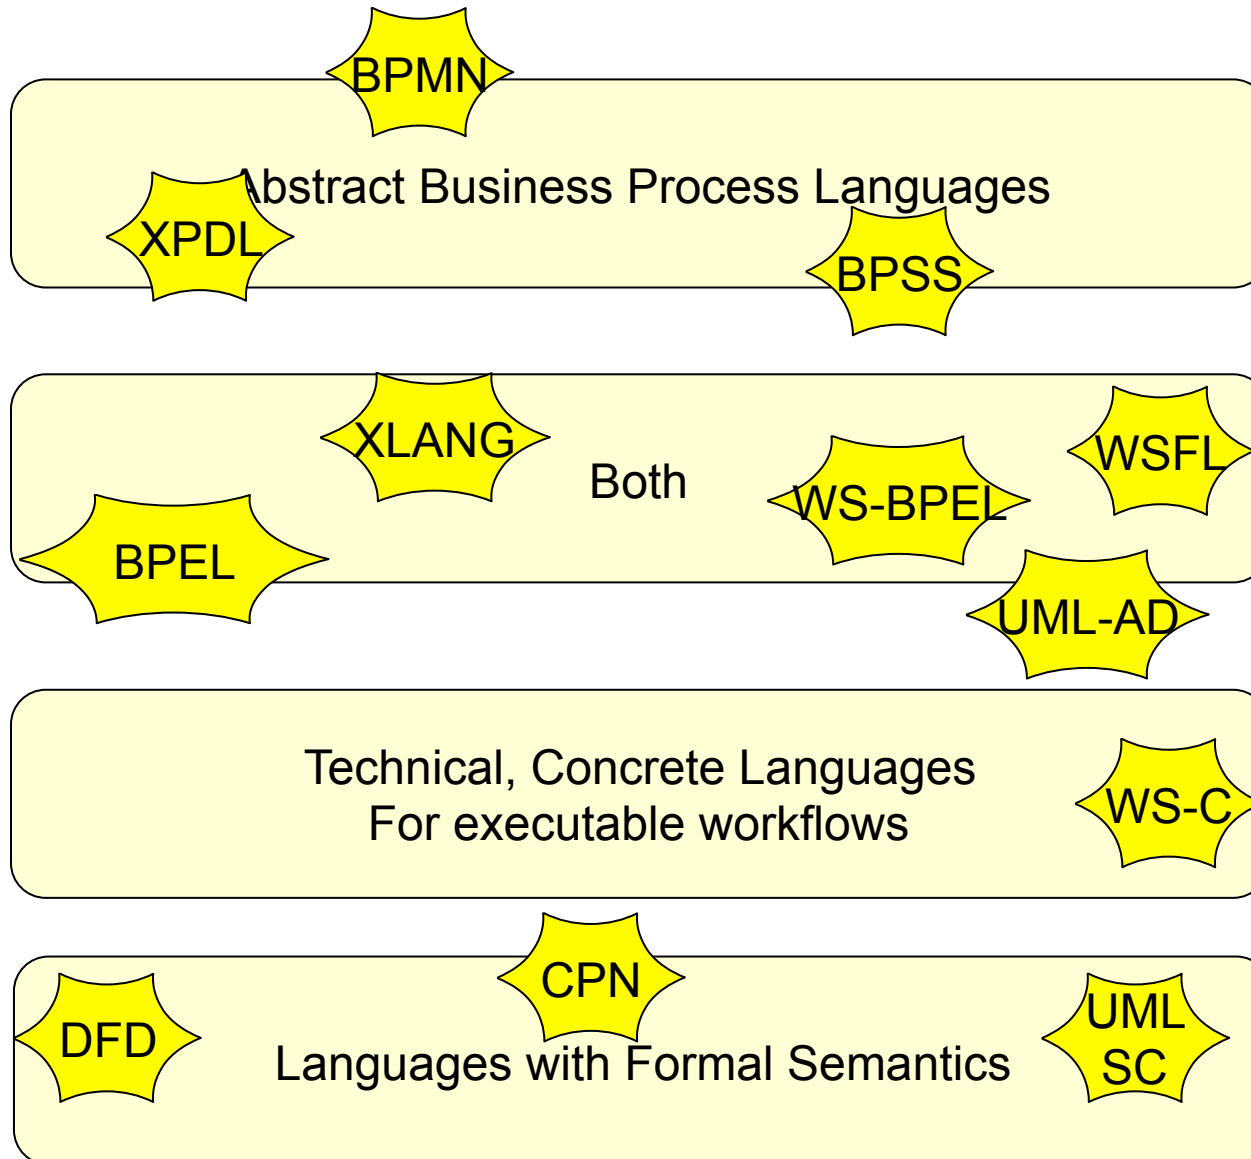 BPMN
Abstract Business Process Languages
XPDL
BPSS
XLANG
WSFL
Both
WS-BPEL
BPEL
UML-AD
Technical, Concrete Languages
For executable workflows
WS-C
CPN
DFD
UML
SC
Languages with Formal Semantics